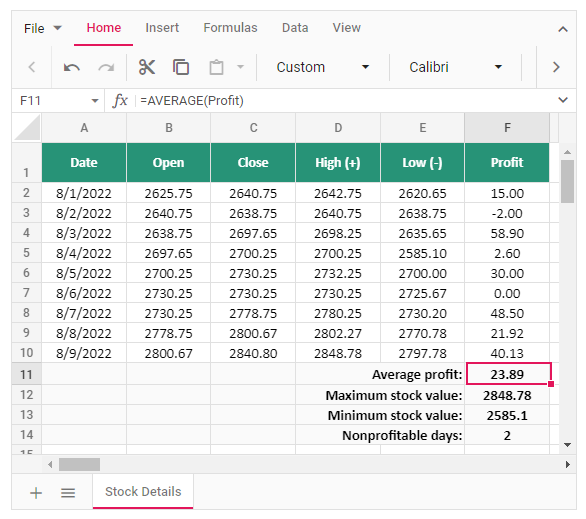 File Home Insert Formulas Data View
Custom Calibri
F11 fx =AVERAGE(Profit)
A B C D E F
1 Date Open Close High (+) Low (-) Profit
2 8/1/2022 2625.75 2640.75 2642.75 2620.65 15.00
3 8/2/2022 2640.75 2638.75 2640.75 2638.75 -2.00
4 8/3/2022 2638.75 2697.65 2698.25 2635.65 58.90
5 8/4/2022 2697.65 2700.25 2700.25 2585.10 2.60
6 8/5/2022 2700.25 2730.25 2732.25 2700.00 30.00
7 8/6/2022 2730.25 2730.25 2730.25 2725.67 0.00
8 8/7/2022 2730.25 2778.75 2780.25 2730.20 48.50
9 8/8/2022 2778.75 2800.67 2802.27 2770.78 21.92
10 8/9/2022 2800.67 2840.80 2848.78 2797.78 40.13
11 Average profit: 23.89
12 Maximum stock value: 2848.78
13 Minimum stock value: 2585.1
14 Nonprofitable days: 2
Stock Details